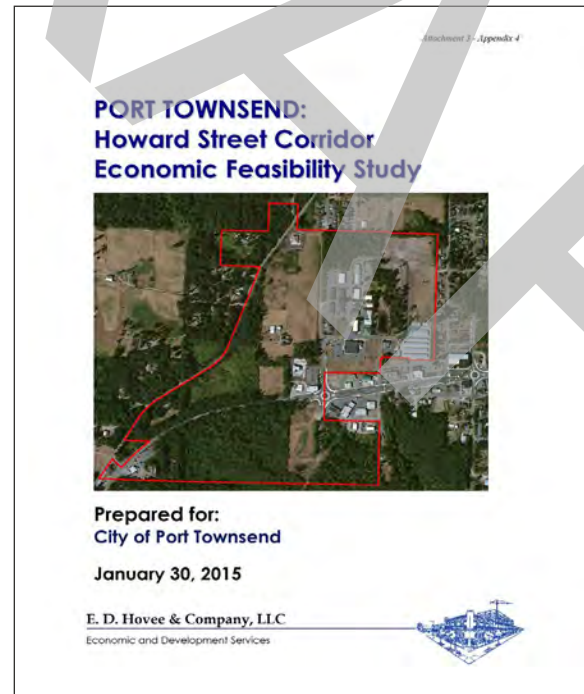 Attachment 3 - Appendix 4
PORT TOWNSEND:
Howard Street Corridor
Economic Feasibility Study
Prepared for:
City of Port Townsend
January 30, 2015
E. D. Hovee & Company, LLC
Economic and Development Services